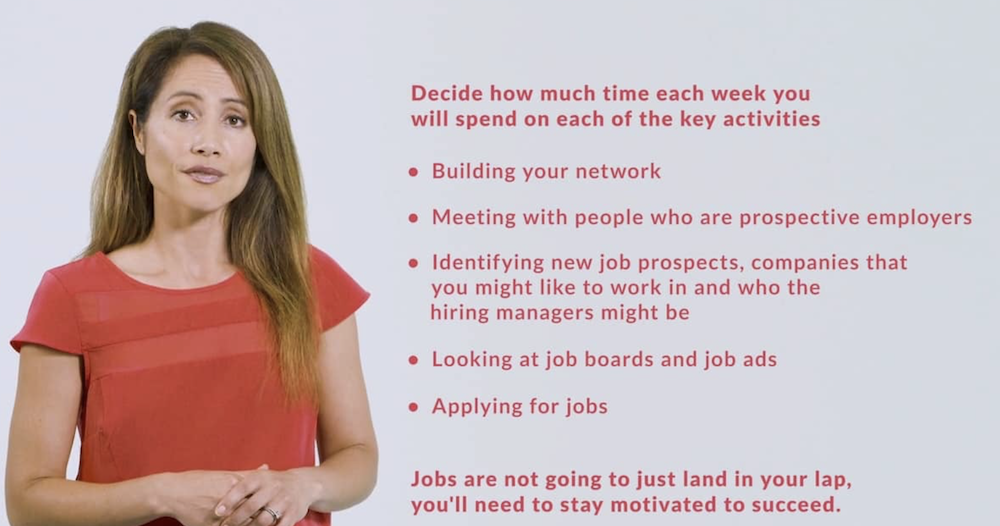 Decide how much time each week you
will spend on each of the key activities
• Building your network
• Meeting with people who are prospective employers
• Identifying new job prospects, companies that
you might like to work in and who the
hiring managers might be
• Looking at job boards and job ads
• Applying for jobs
Jobs are not going to just land in your lap,
you'll need to stay motivated to succeed.